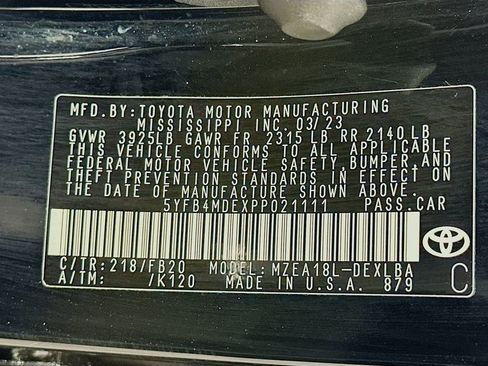 MFD. BY: TOYOTA MOTOR MANUFACTURING
MISSISSIPPI INC. 03/23
GVWR 3925LB GAWR FR 2315LB RR 2140LB
THIS VEHICLE CONFORMS TO ALL APPLICABLE
FEDERAL MOTOR VEHICLE SAFETY, BUMPER, AND
THEFT PREVENTION STANDARDS IN EFFECT ON
THE DATE OF MANUFACTURE SHOWN ABOVE.
5YFB4MDEXPP021111 PASS. CAR
C/TR: 218/FB20 MODEL: MZEA18L-DEXLBA
A/TM: /K120 MADE IN U.S.A. 879
C